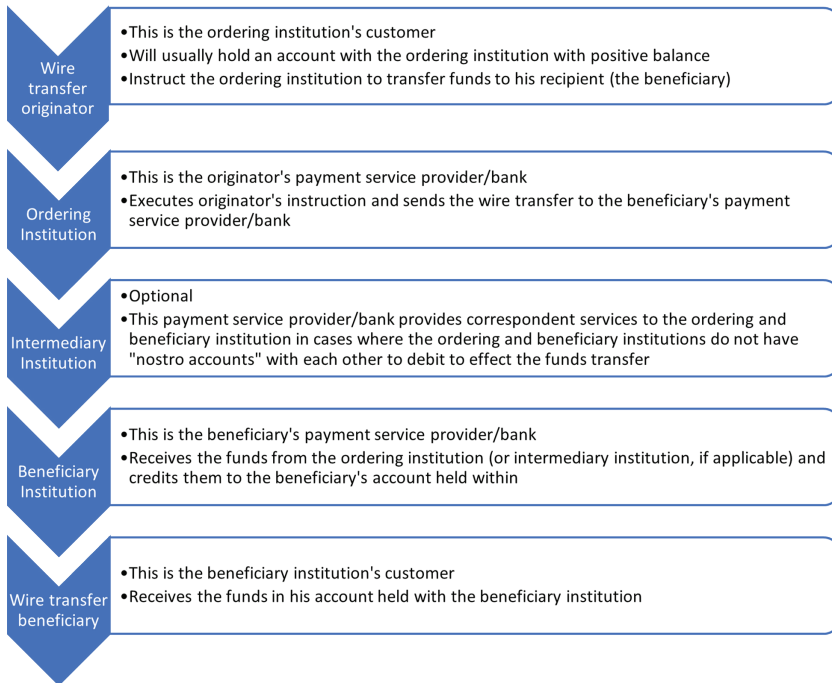 Wire
transfer
originator
•This is the ordering institution's customer
•Will usually hold an account with the ordering institution with positive balance
•Instruct the ordering institution to transfer funds to his recipient (the beneficiary)
Ordering
Institution
•This is the originator's payment service provider/bank
•Executes originator's instruction and sends the wire transfer to the beneficiary's payment
service provider/bank
Intermediary
Institution
•Optional
•This payment service provider/bank provides correspondent services to the ordering and
beneficiary institution in cases where the ordering and beneficiary institutions do not have
"nostro accounts" with each other to debit to effect the funds transfer
Beneficiary
Institution
•This is the beneficiary's payment service provider/bank
•Receives the funds from the ordering institution (or intermediary institution, if applicable) and
credits them to the beneficiary's account held within
Wire transfer
beneficiary
•This is the beneficiary institution's customer
•Receives the funds in his account held with the beneficiary institution